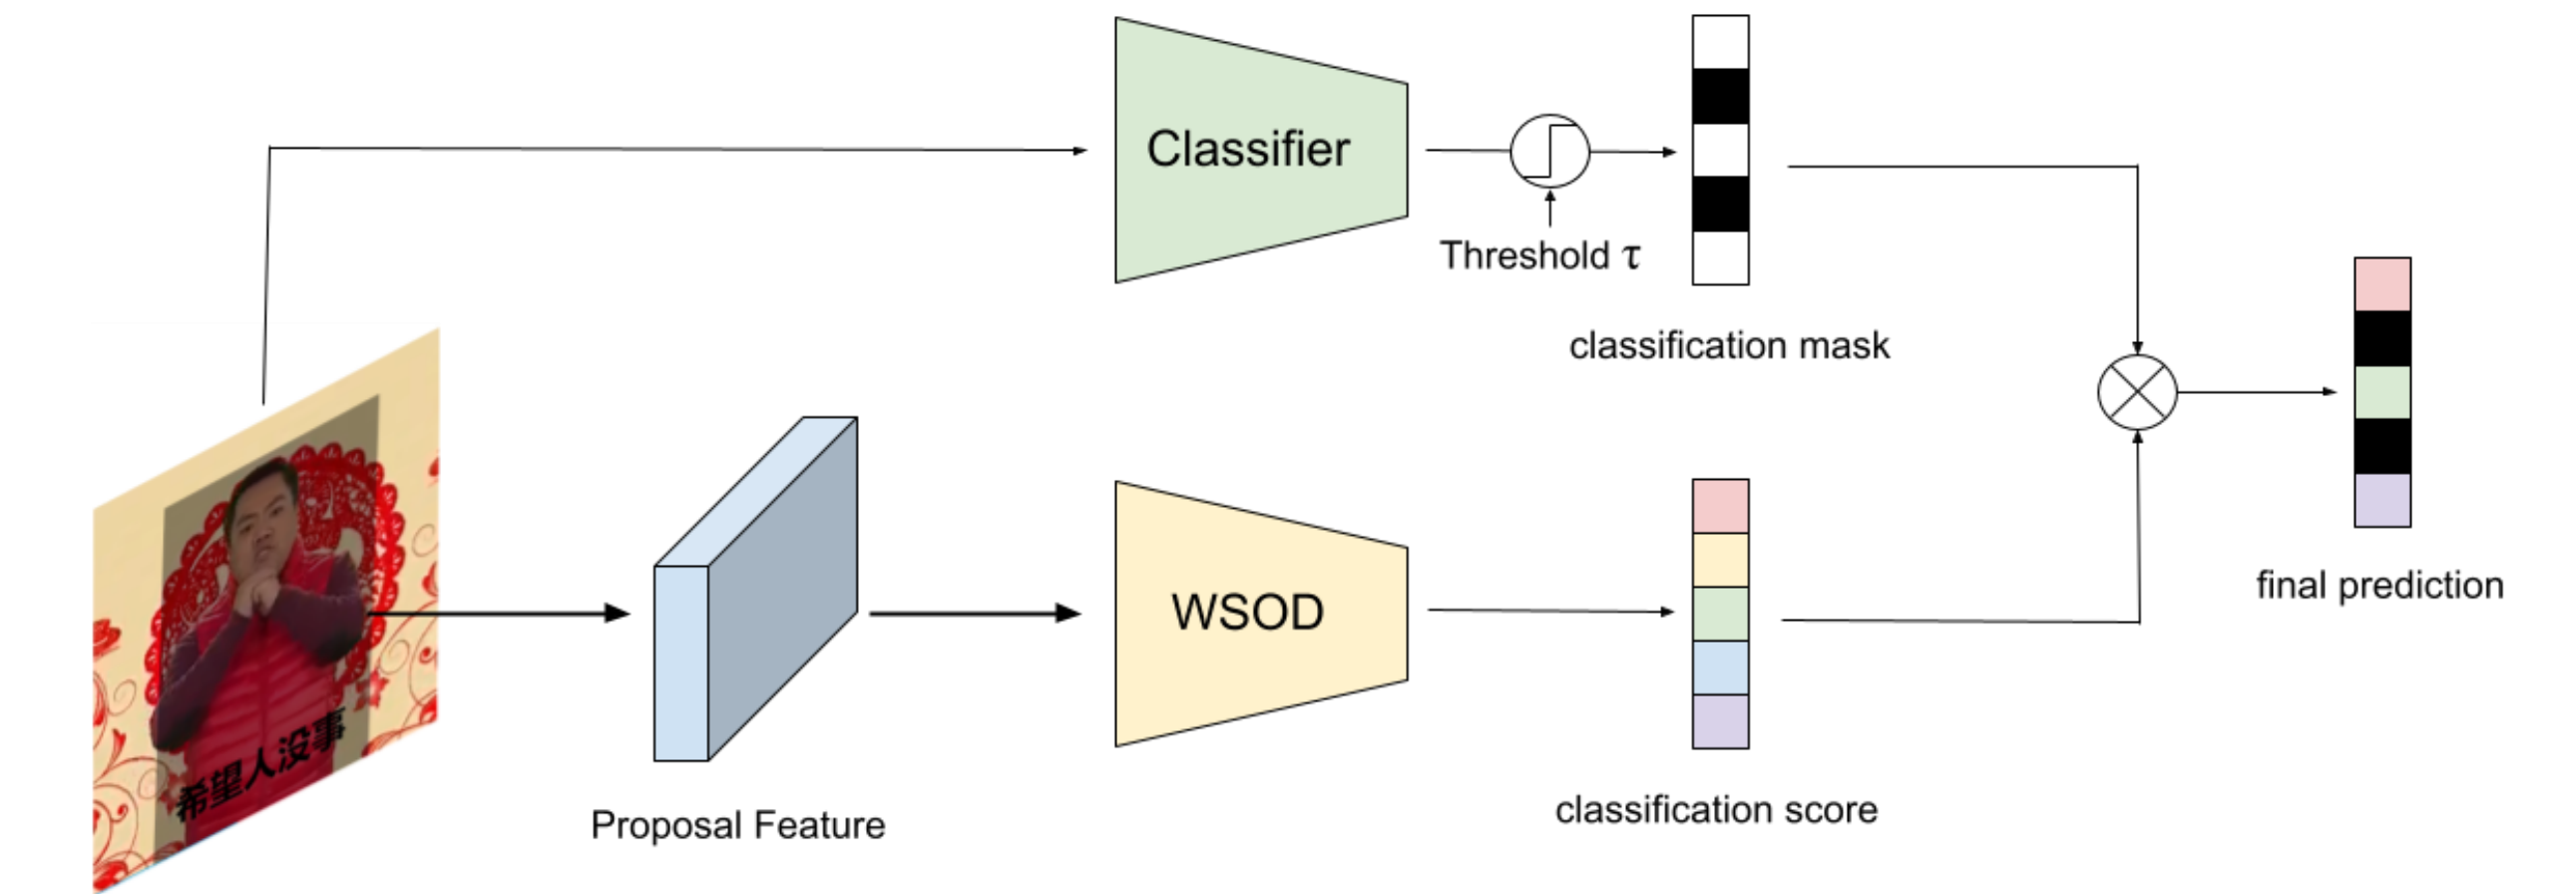 Classifier
Threshold τ
classification mask
final prediction
希望人没事
WSOD
Proposal Feature
classification score